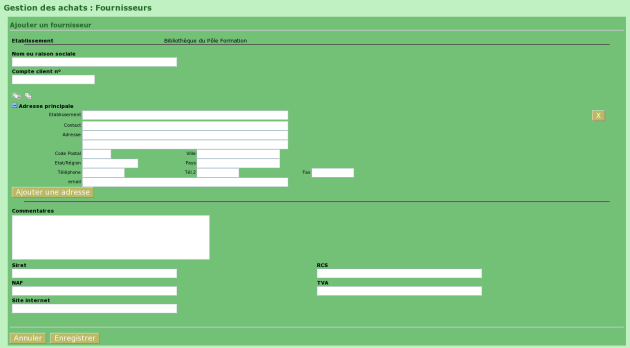 Gestion des achats : Fournisseurs
Ajouter un fournisseur
Etablissement Bibliothèque du Pôle Formation
Nom ou raison sociale
Compte client n°
Adresse principale
Etablissement X
Contact
Adresse
Code Postal Ville
Etat/Région Pays
Téléphone Tél.2 Fax
email
Ajouter une adresse
Commentaires
Siret RCS
NAF TVA
Site internet
Annuler Enregistrer